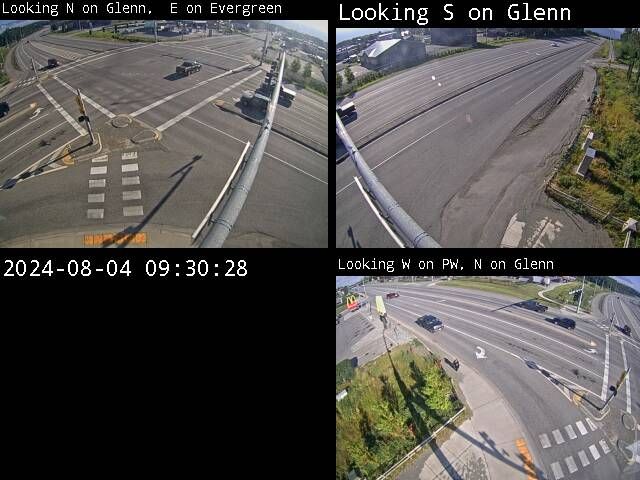 Looking N on Glenn,  E on Evergreen
Looking S on Glenn
2024-08-04 09:30:28
Looking W on PW, N on Glenn